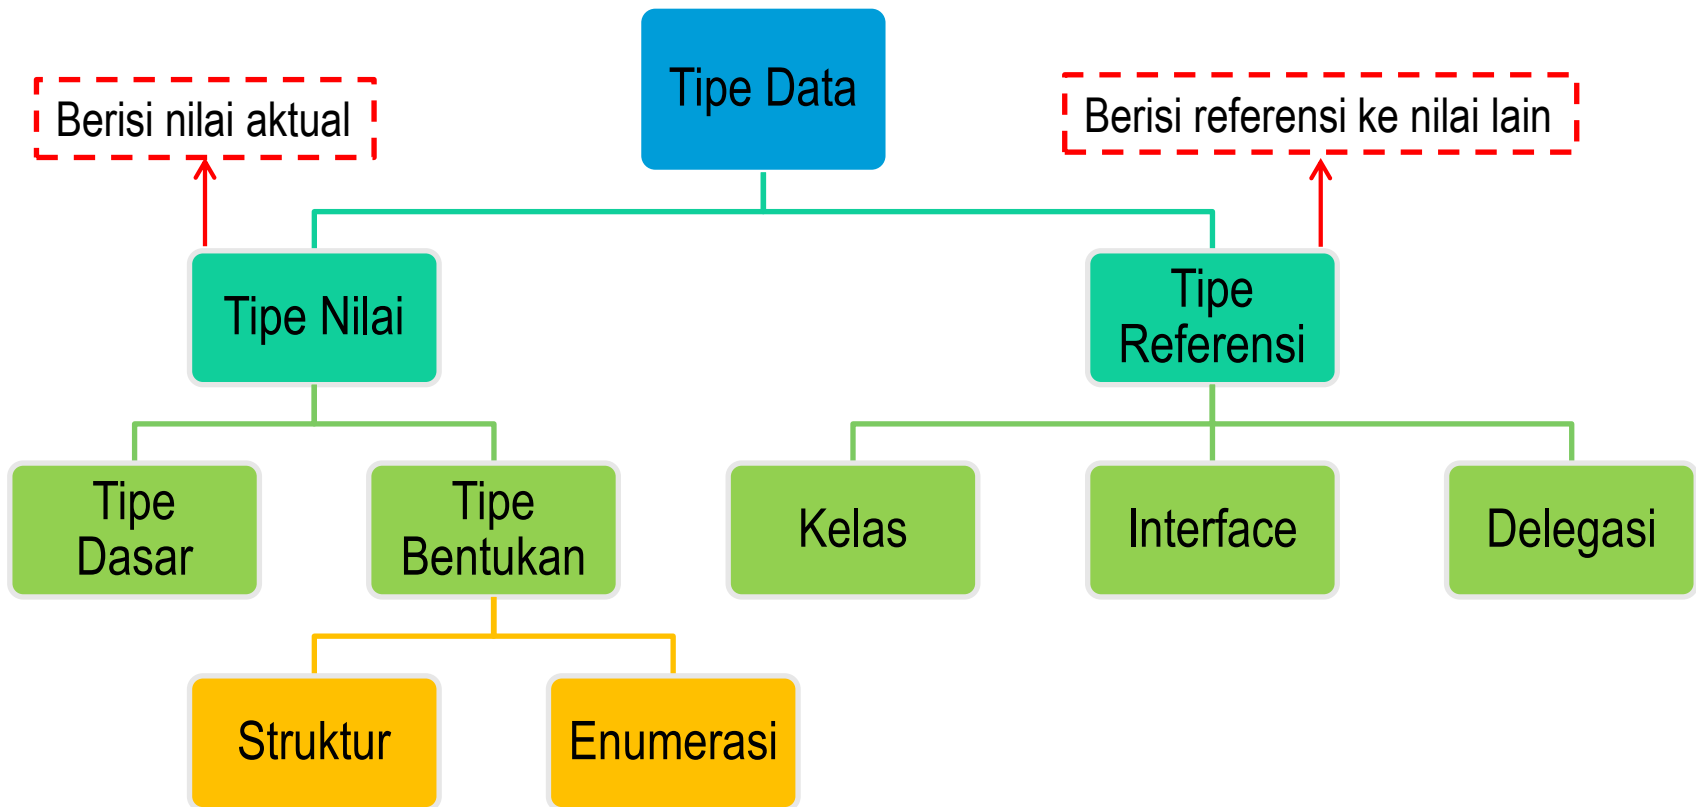 Tipe Data
Berisi nilai aktual
Berisi referensi ke nilai lain
Tipe Nilai
Tipe
Referensi
Tipe
Dasar
Tipe
Bentukan
Kelas
Interface
Delegasi
Struktur
Enumerasi